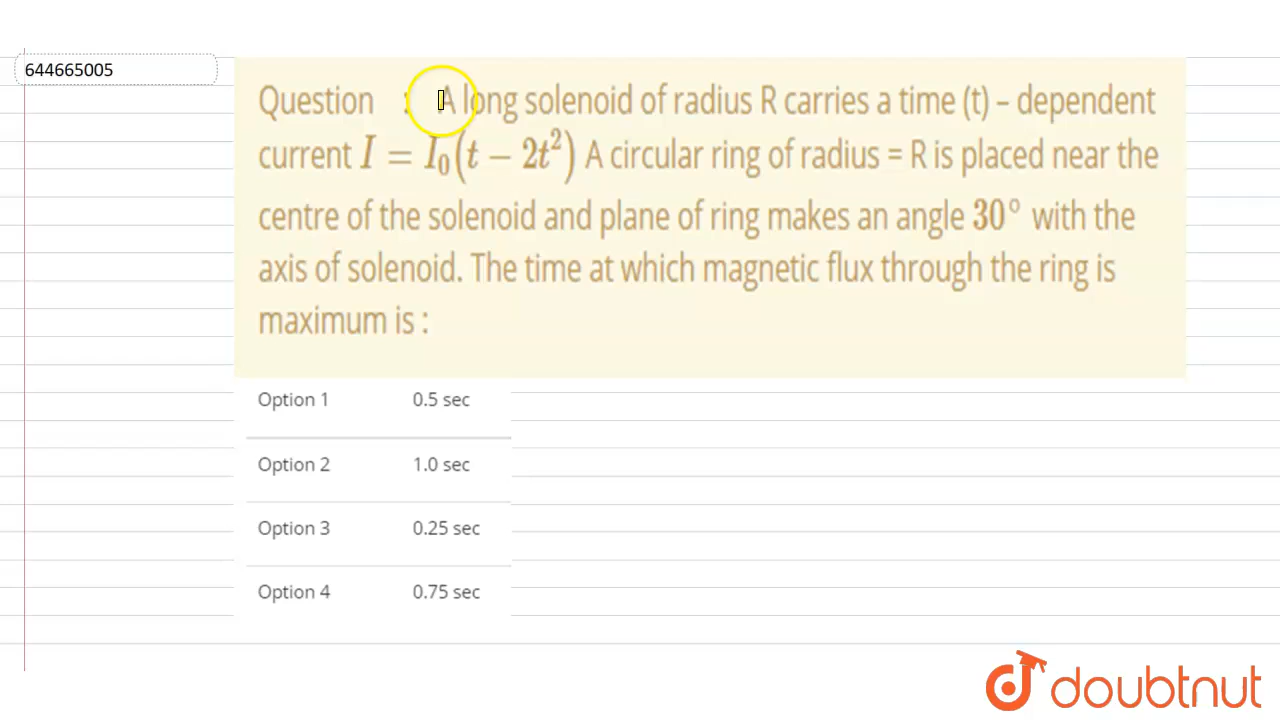 644665005
Question : A long solenoid of radius R carries a time (t) – dependent
current I = I₀(t − 2t²) A circular ring of radius = R is placed near the
centre of the solenoid and plane of ring makes an angle 30° with the
axis of solenoid. The time at which magnetic flux through the ring is
maximum is :
Option 1 0.5 sec
Option 2 1.0 sec
Option 3 0.25 sec
Option 4 0.75 sec
doubtnut